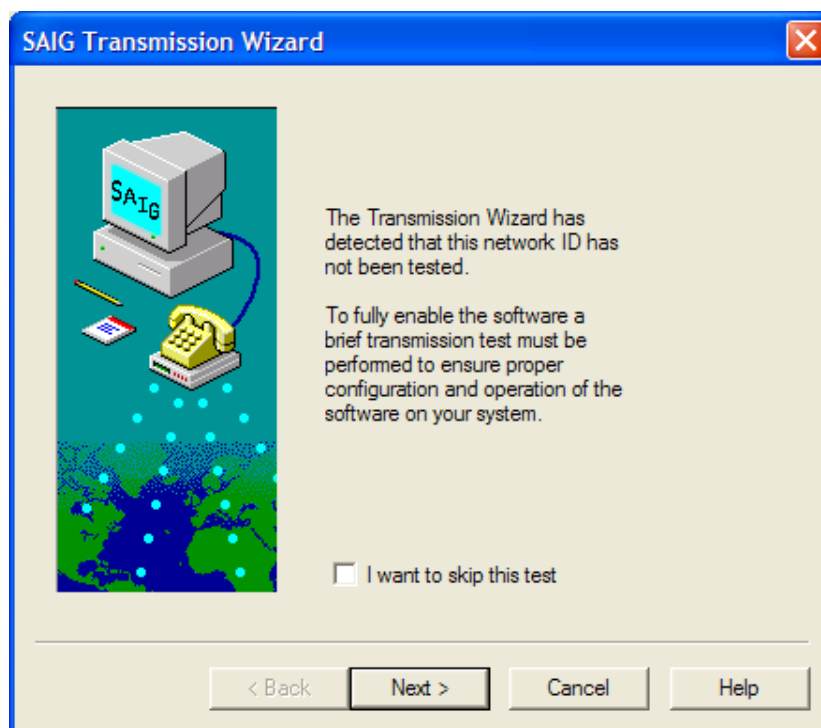 SAIG Transmission Wizard
SAIG
The Transmission Wizard has
detected that this network ID has
not been tested.
To fully enable the software a
brief transmission test must be
performed to ensure proper
configuration and operation of the
software on your system.
I want to skip this test
< Back Next > Cancel Help